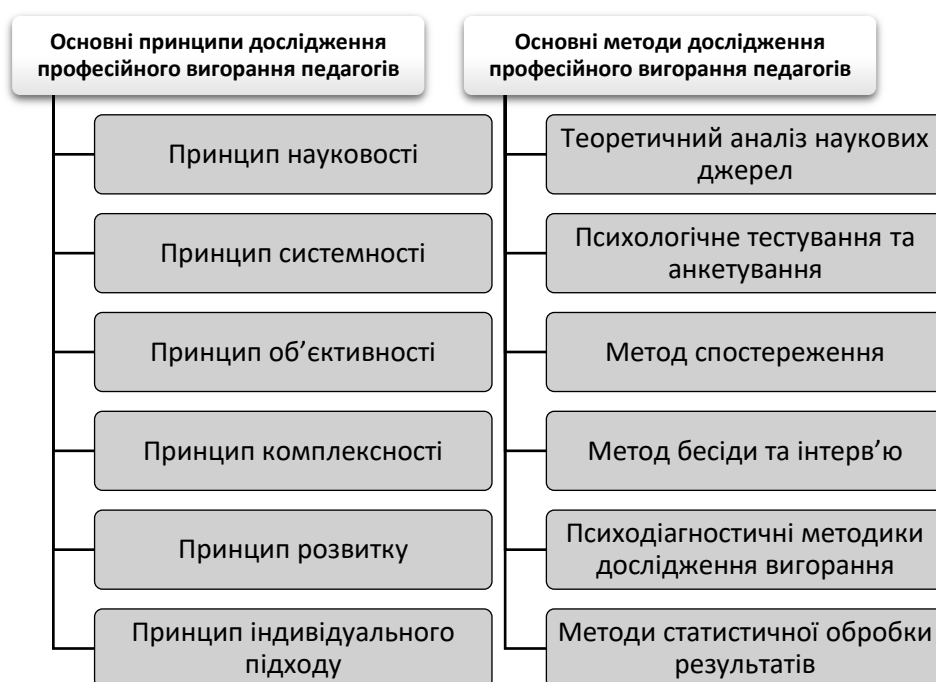 Основні принципи дослідження
професійного вигорання педагогів
Принцип науковості
Принцип системності
Принцип об’єктивності
Принцип комплексності
Принцип розвитку
Принцип індивідуального
підходу
Основні методи дослідження
професійного вигорання педагогів
Теоретичний аналіз наукових
джерел
Психологічне тестування та
анкетування
Метод спостереження
Метод бесіди та інтерв’ю
Психодіагностичні методики
дослідження вигорання
Методи статистичної обробки
результатів